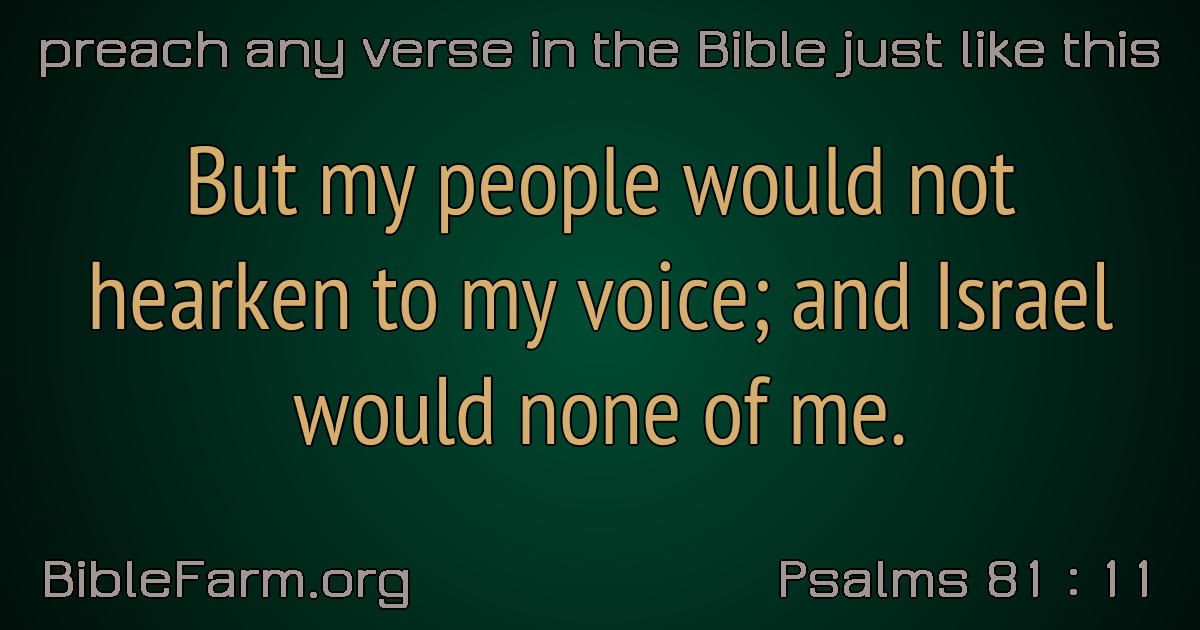 preach any verse in the Bible just like this
But my people would not
hearken to my voice; and Israel
would none of me.
BibleFarm.org
Psalms 81 : 11